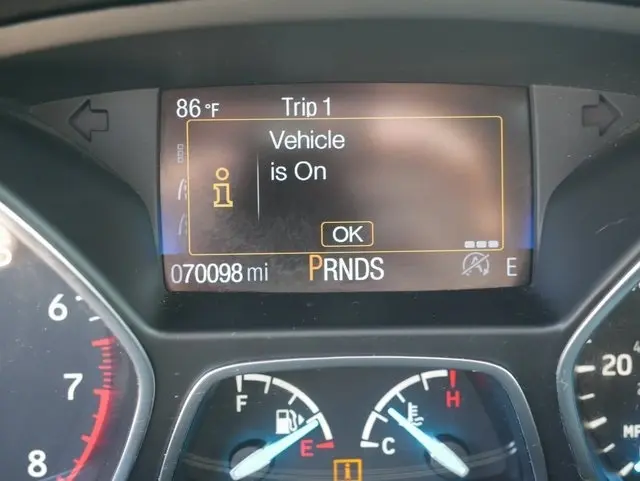 86 °F Trip 1
Vehicle
is On
i
OK
070098 mi PRNDS E
6
7
8
F
E
H
C
i
20